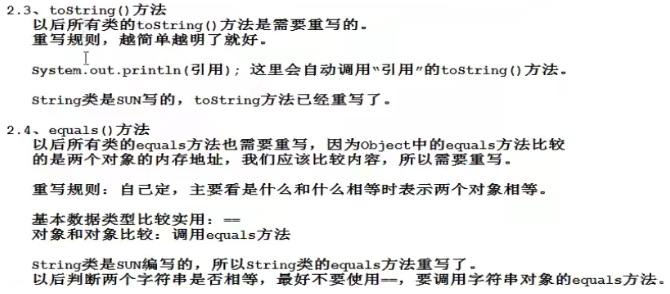 2.3、toString()方法
以后所有类的toString()方法是需要重写的。
重写规则，越简单越明了就好。
System.out.println(引用); 这里会自动调用“引用”的toString()方法。
String类是SUN写的，toString方法已经重写了。
2.4、equals()方法
以后所有类的equals方法也需要重写，因为Object中的equals方法比较
的是两个对象的内存地址，我们应该比较内容，所以需要重写。
重写规则：自己定，主要看是什么和什么相等时表示两个对象相等。
基本数据类型比较实用：==
对象和对象比较：调用equals方法
String类是SUN编写的，所以String类的equals方法重写了。
以后判断两个字符串是否相等，最好不要使用==，要调用字符串对象的equals方法。